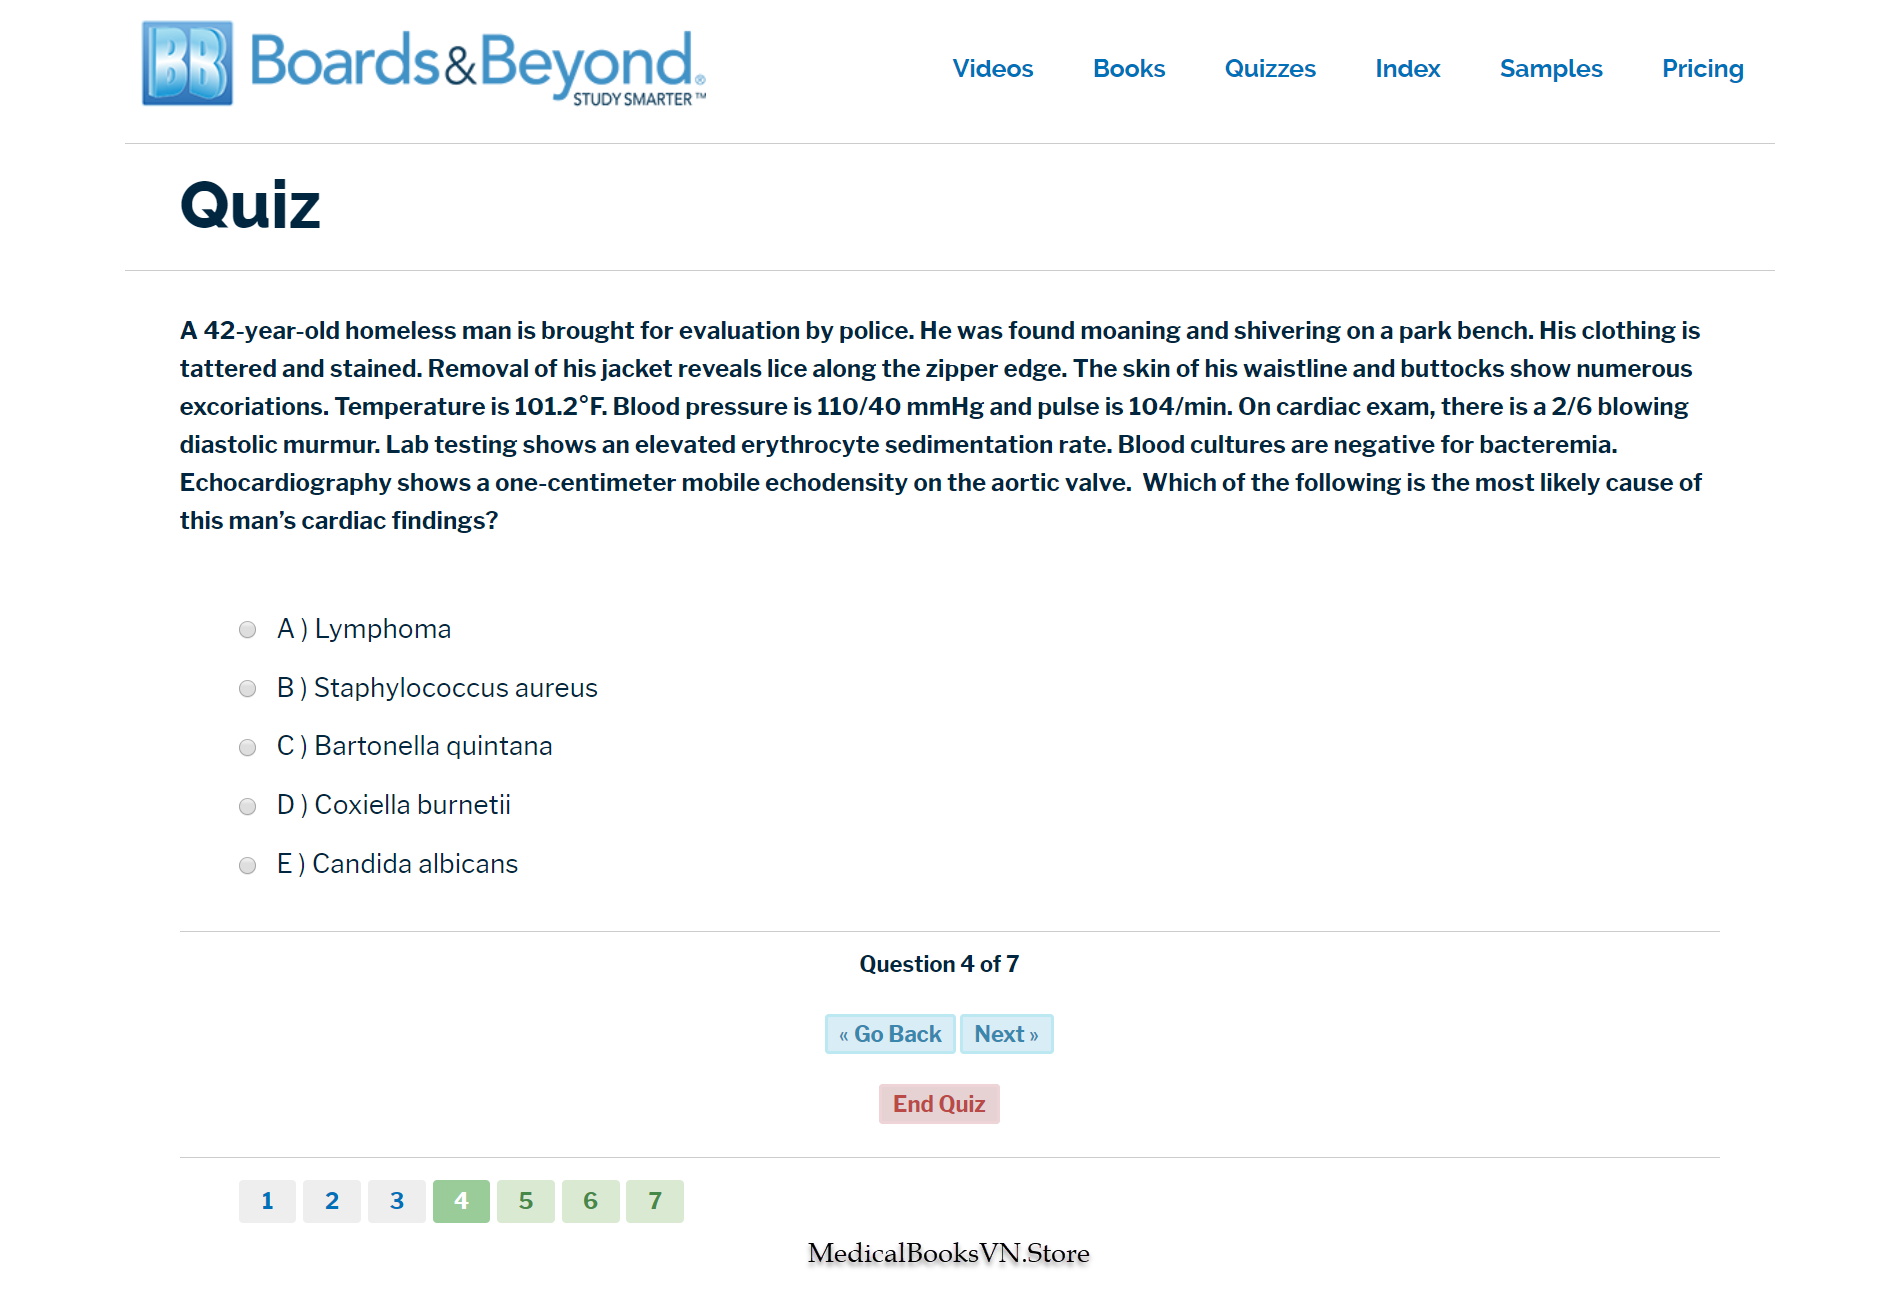 BB Boards&Beyond®
STUDY SMARTER ™
Videos Books Quizzes Index Samples Pricing
Quiz
A 42-year-old homeless man is brought for evaluation by police. He was found moaning and shivering on a park bench. His clothing is
tattered and stained. Removal of his jacket reveals lice along the zipper edge. The skin of his waistline and buttocks show numerous
excoriations. Temperature is 101.2°F. Blood pressure is 110/40 mmHg and pulse is 104/min. On cardiac exam, there is a 2/6 blowing
diastolic murmur. Lab testing shows an elevated erythrocyte sedimentation rate. Blood cultures are negative for bacteremia.
Echocardiography shows a one-centimeter mobile echodensity on the aortic valve.  Which of the following is the most likely cause of
this man’s cardiac findings?
A ) Lymphoma
B ) Staphylococcus aureus
C ) Bartonella quintana
D ) Coxiella burnetii
E ) Candida albicans
Question 4 of 7
« Go Back Next »
End Quiz
1 2 3 4 5 6 7
MedicalBooksVN.Store